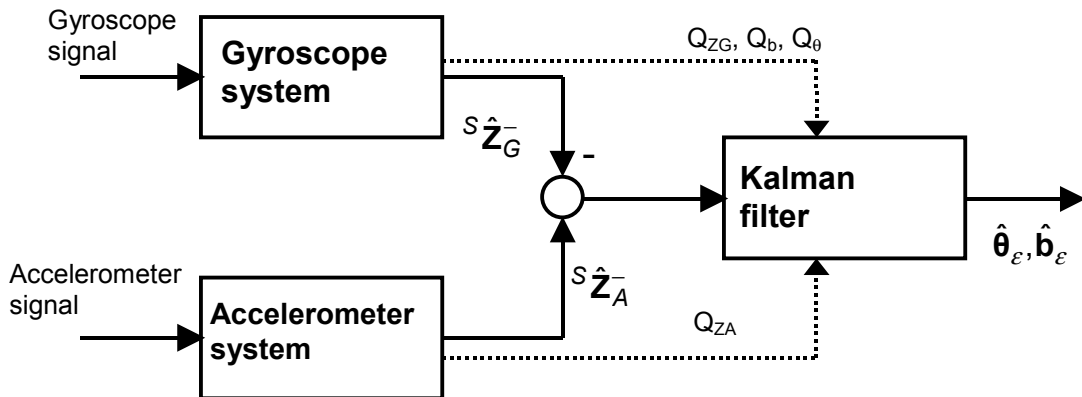 Gyroscope
signal
Gyroscope
system
Q_ZG, Q_b, Q_θ
^S Ẑ_G^−
-
Kalman
filter
θ̂_ε, b̂_ε
Accelerometer
signal
Accelerometer
system
^S Ẑ_A^−
Q_ZA